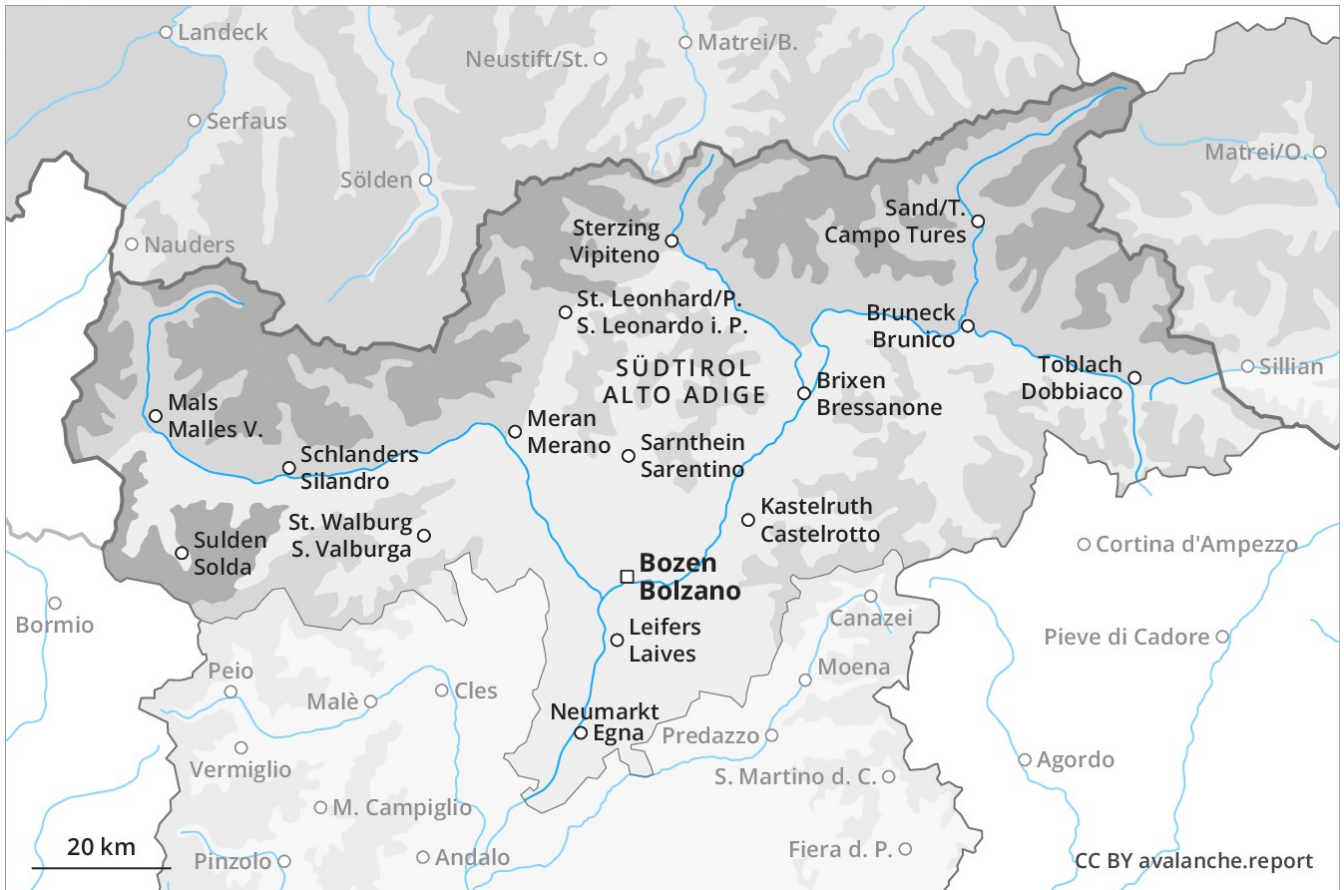 Landeck
Matrei/B.
Neustift/St.
Serfaus
Matrei/O.
Sölden
Sand/T.
Campo Tures
Sterzing
Vipiteno
Nauders
St. Leonhard/P.
S. Leonardo i. P.
Bruneck
Brunico
SÜDTIROL
ALTO ADIGE
Toblach
Dobbiaco
Sillian
Brixen
Bressanone
Mals
Malles V.
Meran
Merano
Sarnthein
Sarentino
Schlanders
Silandro
Kastelruth
Castelrotto
St. Walburg
S. Valburga
Sulden
Solda
Cortina d'Ampezzo
Bozen
Bolzano
Bormio
Canazei
Leifers
Laives
Pieve di Cadore
Peio
Moena
Malè
Cles
Neumarkt
Egna
Predazzo
Vermiglio
Agordo
S. Martino d. C.
M. Campiglio
20 km
Pinzolo
Andalo
Fiera d. P.
CC BY avalanche.report